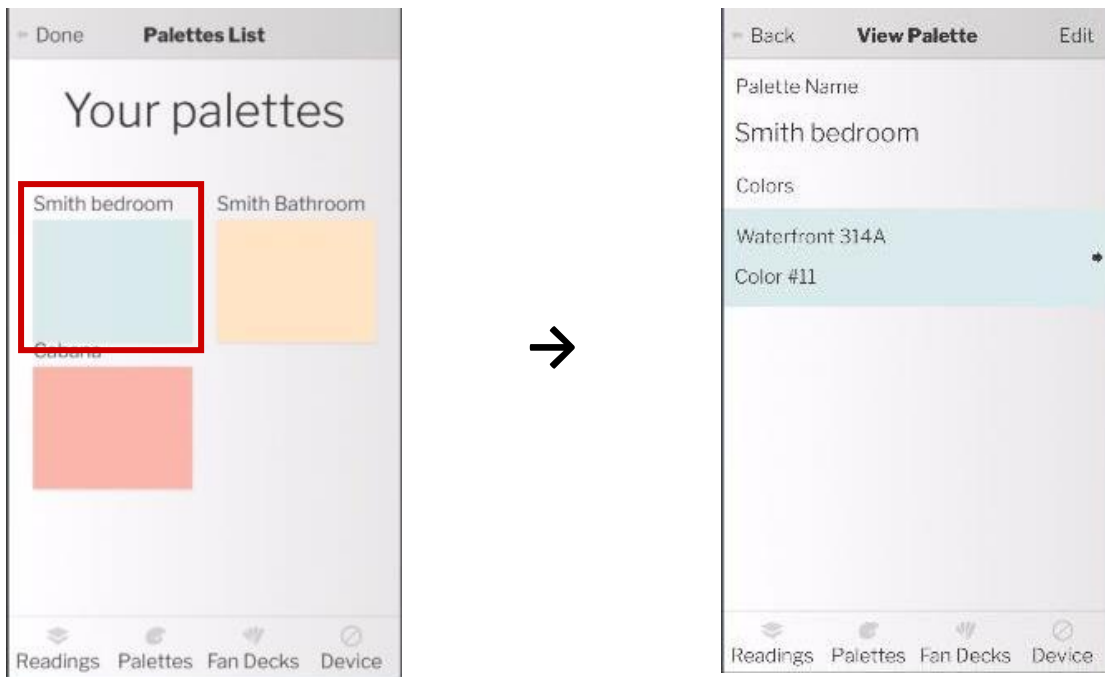 Done Palettes List
Your palettes
Smith bedroom Smith Bathroom
Cabana
Readings Palettes Fan Decks Device
Back View Palette Edit
Palette Name
Smith bedroom
Colors
Waterfront 314A
Color #11
Readings Palettes Fan Decks Device